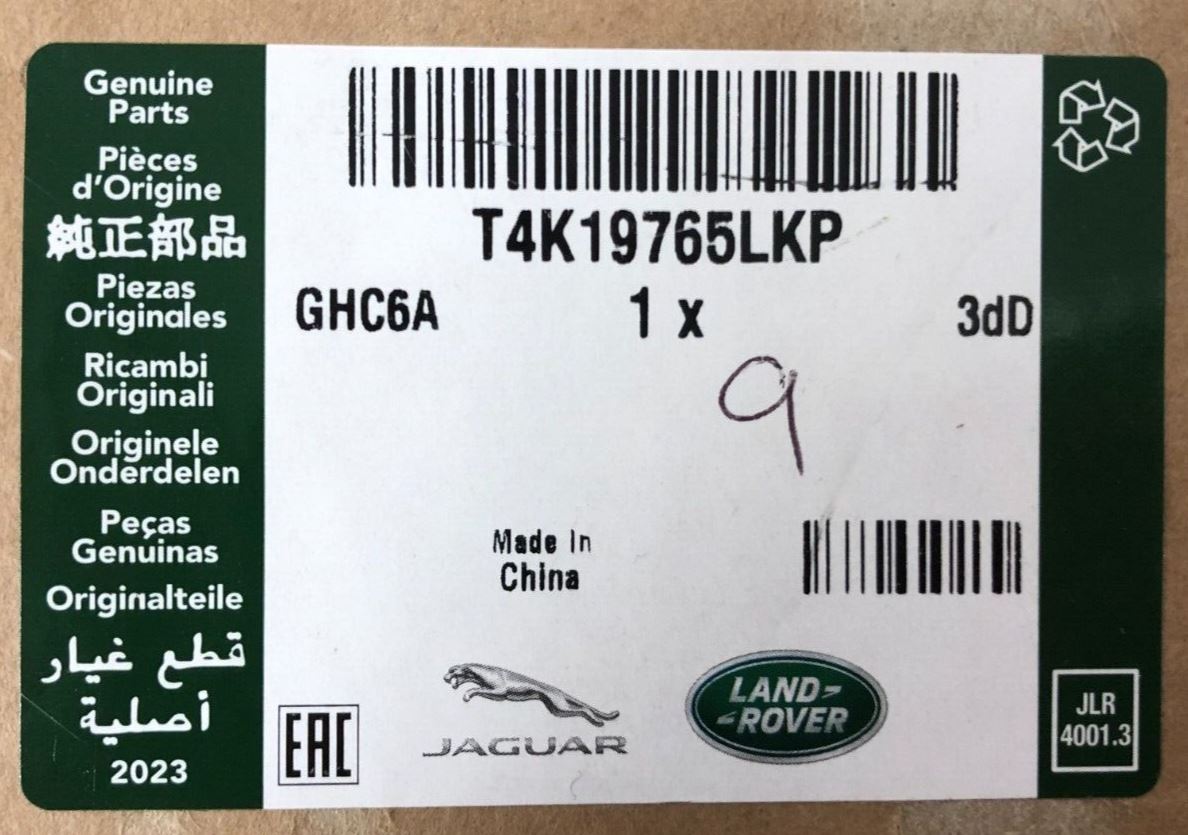 Genuine
Parts
Pièces
d'Origine
純正部品
Piezas
Originales
Ricambi
Originali
Originele
Onderdelen
Peças
Genuinas
Originalteile
قطع غيار
أصلية
2023
T4K19765LKP
GHC6A 1 x 3dD
9
Made In
China
EAC
JAGUAR
LAND-
-ROVER
JLR
4001.3